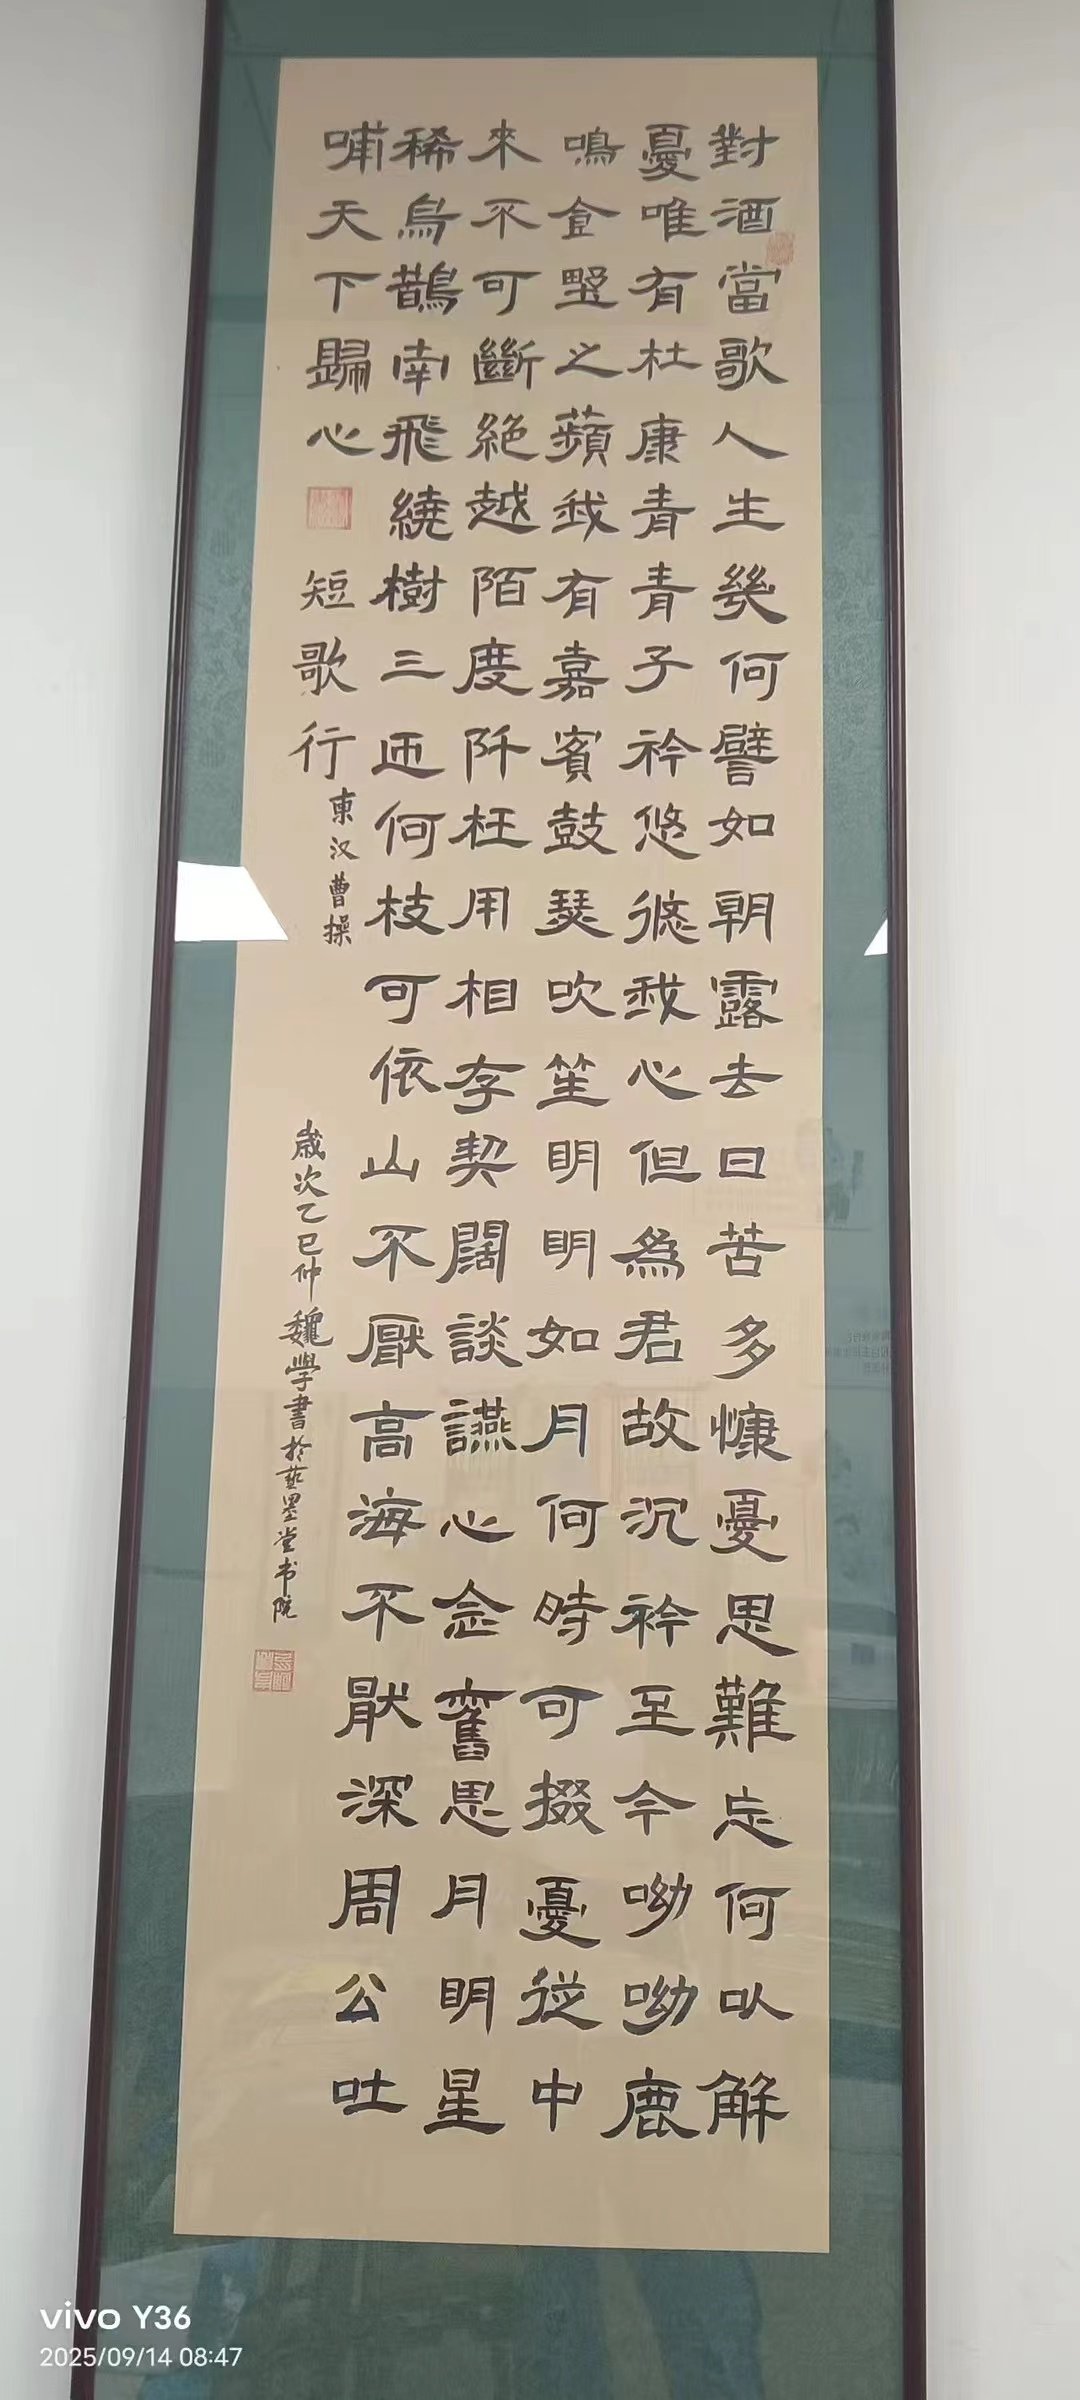 對酒當歌人生幾何譬如朝露去日苦多慷憂思難忘何以解
憂唯有杜康青青子衿悠悠我心但為君故沉衿至今呦呦鹿
鳴食野之蘋我有嘉賓鼓瑟吹笙明明如月何時可掇憂從中
來不可斷絕越陌度阡枉用相存契闊談讌心念舊思月明星
稀烏鵲南飛繞樹三匝何枝可依山不厭高海不厭深周公吐
哺天下歸心
短歌行
東汉曹操
歲次乙巳仲魏學書於藝墨堂书院
vivo Y36
2025/09/14 08:47